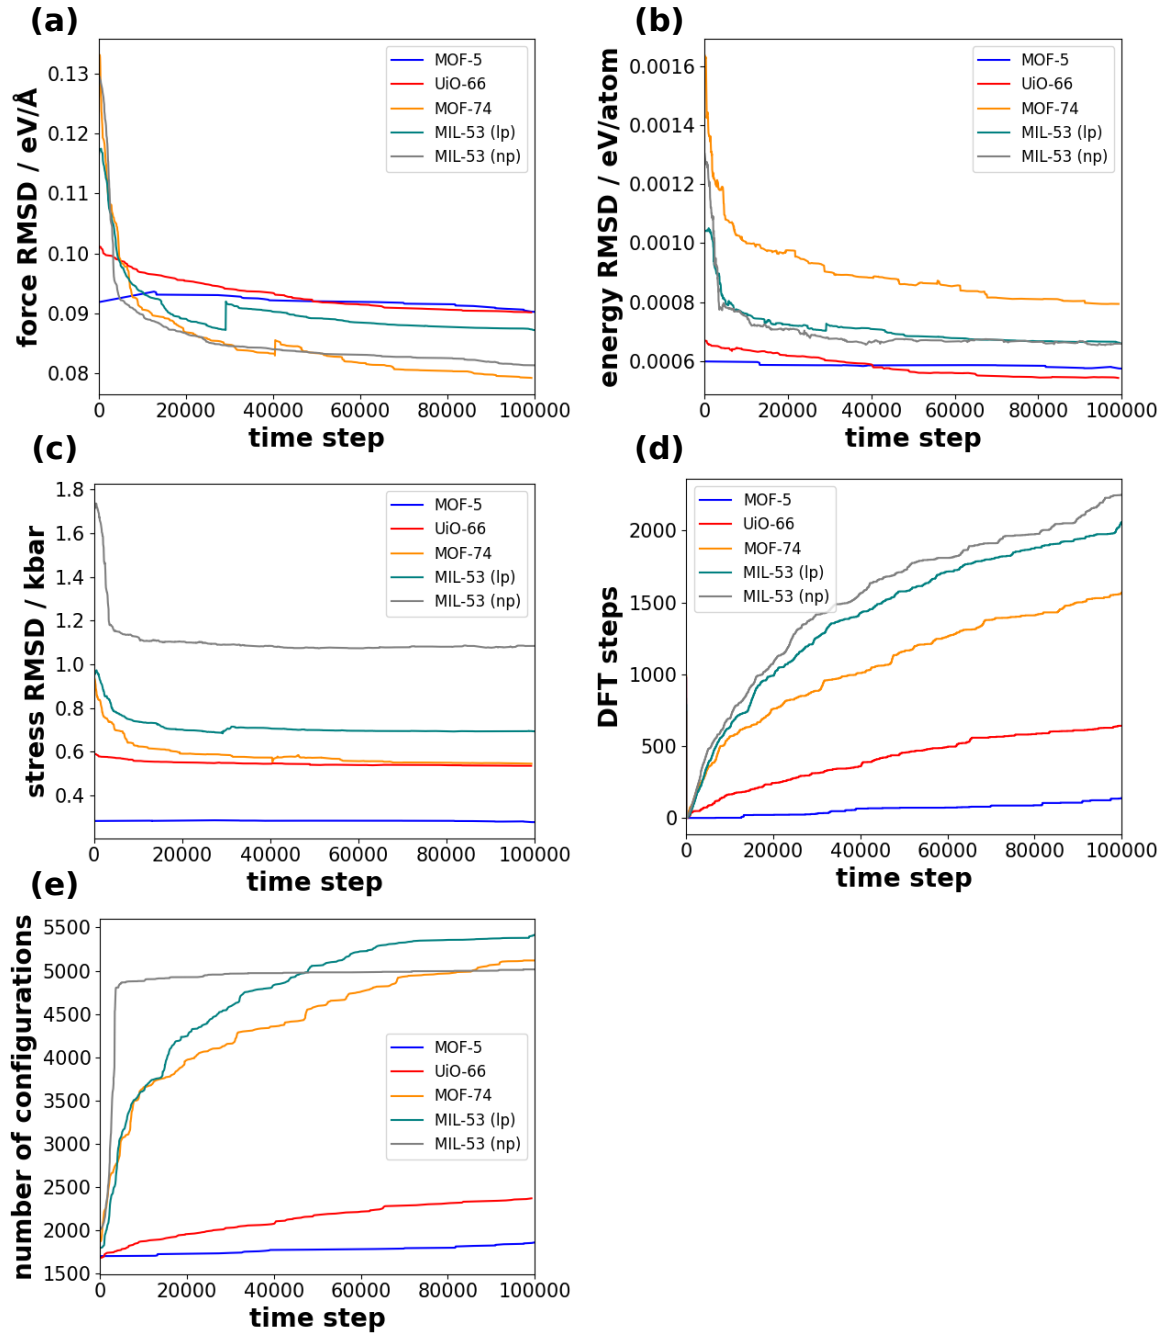 (a)
force RMSD / eV/Å
0.13
0.12
0.11
0.10
0.09
0.08
MOF-5
UiO-66
MOF-74
MIL-53 (lp)
MIL-53 (np)
0 20000 40000 60000 80000 100000
time step
(b)
energy RMSD / eV/atom
0.0016
0.0014
0.0012
0.0010
0.0008
0.0006
MOF-5
UiO-66
MOF-74
MIL-53 (lp)
MIL-53 (np)
0 20000 40000 60000 80000 100000
time step
(c)
stress RMSD / kbar
1.8
1.6
1.4
1.2
1.0
0.8
0.6
0.4
MOF-5
UiO-66
MOF-74
MIL-53 (lp)
MIL-53 (np)
0 20000 40000 60000 80000 100000
time step
(d)
DFT steps
2000
1500
1000
500
0
MOF-5
UiO-66
MOF-74
MIL-53 (lp)
MIL-53 (np)
0 20000 40000 60000 80000 100000
time step
(e)
number of configurations
5500
5000
4500
4000
3500
3000
2500
2000
1500
MOF-5
UiO-66
MOF-74
MIL-53 (lp)
MIL-53 (np)
0 20000 40000 60000 80000 100000
time step